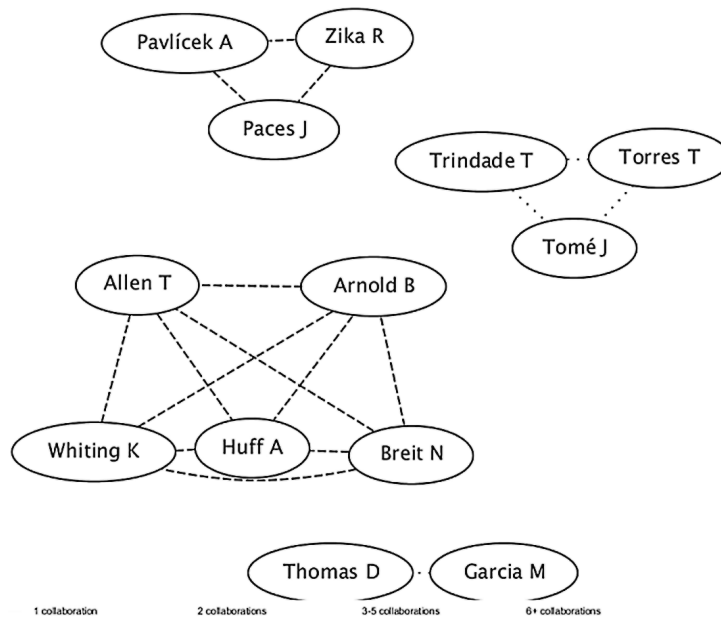 Pavlícek A
Zika R
Paces J
Trindade T
Torres T
Tomé J
Allen T
Arnold B
Whiting K
Huff A
Breit N
Thomas D
Garcia M
1 collaboration 2 collaborations 3-5 collaborations 6+ collaborations